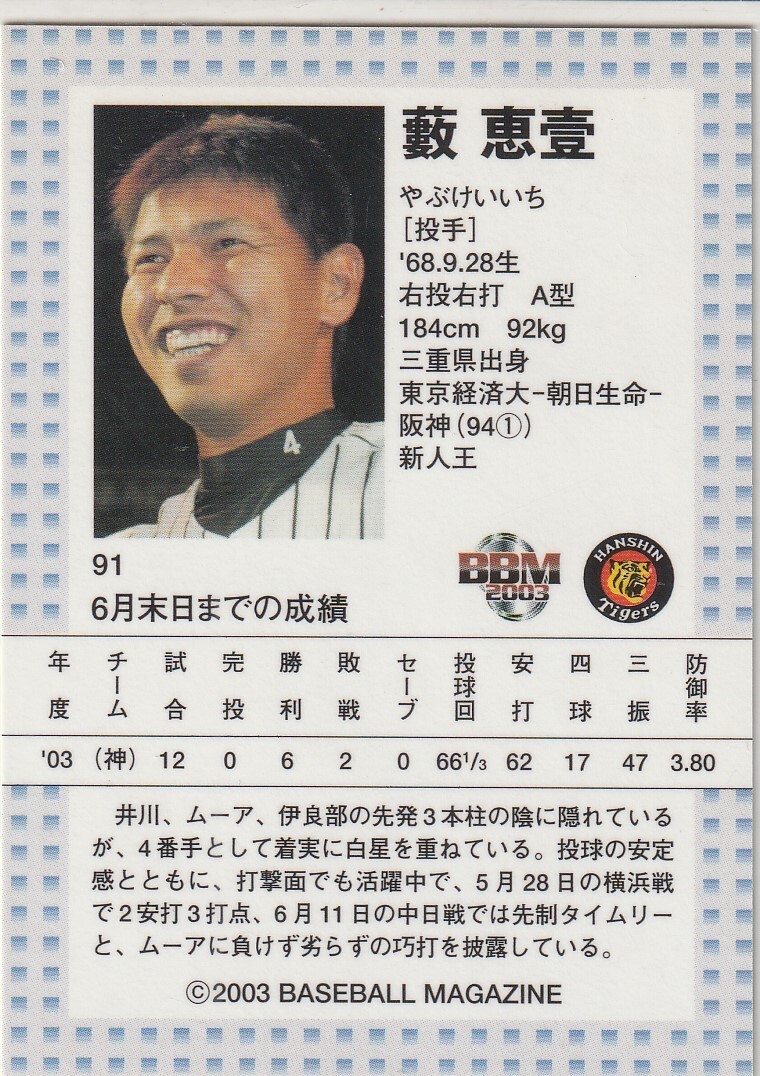 藪 恵壹
やぶけいいち
[投手]
'68.9.28生
右投右打　A型
184cm　92kg
三重県出身
東京経済大-朝日生命-
阪神(94①)
新人王
4
91
BBM
2003
HANSHIN
Tigers
6月末日までの成績
年度 チーム 試合 完投 勝利 敗戦 セーブ 投球回 安打 四球 三振 防御率
'03 (神) 12 0 6 2 0 66 1/3 62 17 47 3.80
井川、ムーア、伊良部の先発3本柱の陰に隠れている
が、4番手として着実に白星を重ねている。投球の安定
感とともに、打撃面でも活躍中で、5月28日の横浜戦
で2安打3打点、6月11日の中日戦では先制タイムリー
と、ムーアに負けず劣らずの巧打を披露している。
©2003 BASEBALL MAGAZINE